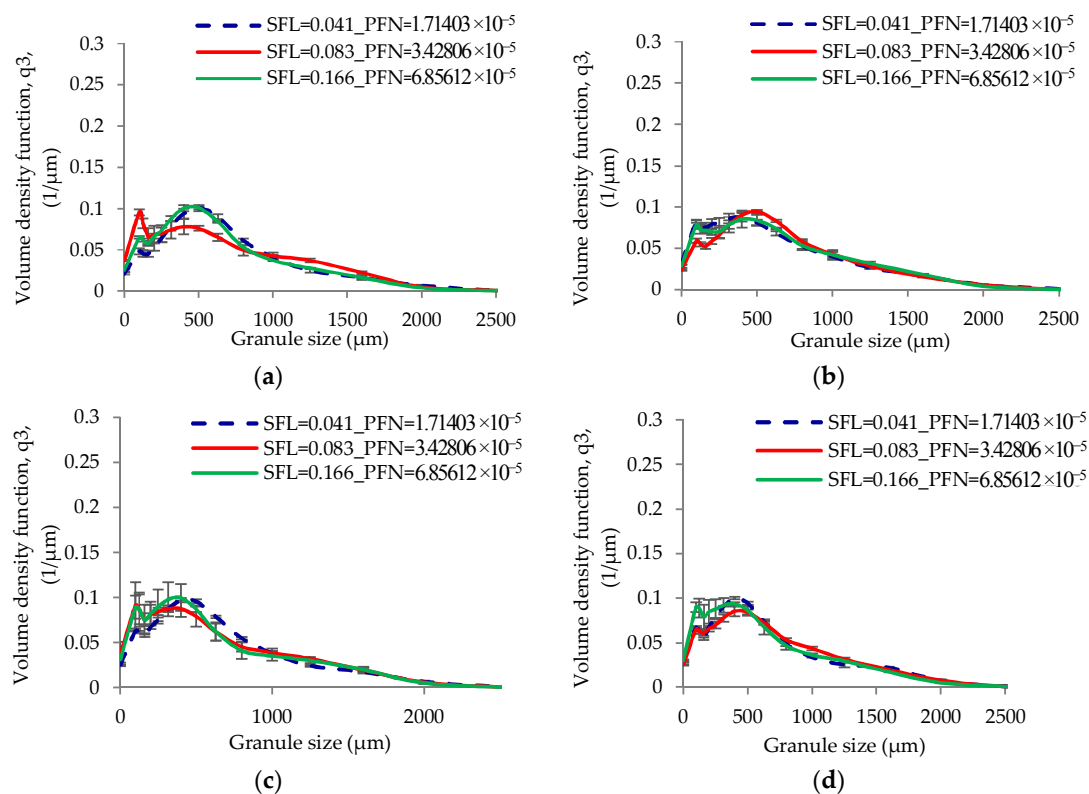 SFL=0.041_PFN=1.71403 ×10⁻⁵
SFL=0.083_PFN=3.42806 ×10⁻⁵
SFL=0.166_PFN=6.85612 ×10⁻⁵
Volume density function, q3,
(1/µm)
0.3
0.25
0.2
0.15
0.1
0.05
0
0 500 1000 1500 2000 2500
Granule size (µm)
(a)
SFL=0.041_PFN=1.71403 ×10⁻⁵
SFL=0.083_PFN=3.42806 ×10⁻⁵
SFL=0.166_PFN=6.85612 ×10⁻⁵
Volume density function, q3,
(1/µm)
0.3
0.25
0.2
0.15
0.1
0.05
0
0 500 1000 1500 2000 2500
Granule size (µm)
(b)
SFL=0.041_PFN=1.71403 ×10⁻⁵
SFL=0.083_PFN=3.42806 ×10⁻⁵
SFL=0.166_PFN=6.85612 ×10⁻⁵
Volume density function, q3,
(1/µm)
0.3
0.25
0.2
0.15
0.1
0.05
0
0 1000 2000
Granule size (µm)
(c)
SFL=0.041_PFN=1.71403 ×10⁻⁵
SFL=0.083_PFN=3.42806 ×10⁻⁵
SFL=0.166_PFN=6.85612 ×10⁻⁵
Volume density function, q3,
(1/µm)
0.3
0.25
0.2
0.15
0.1
0.05
0
0 500 1000 1500 2000 2500
Granule size (µm)
(d)